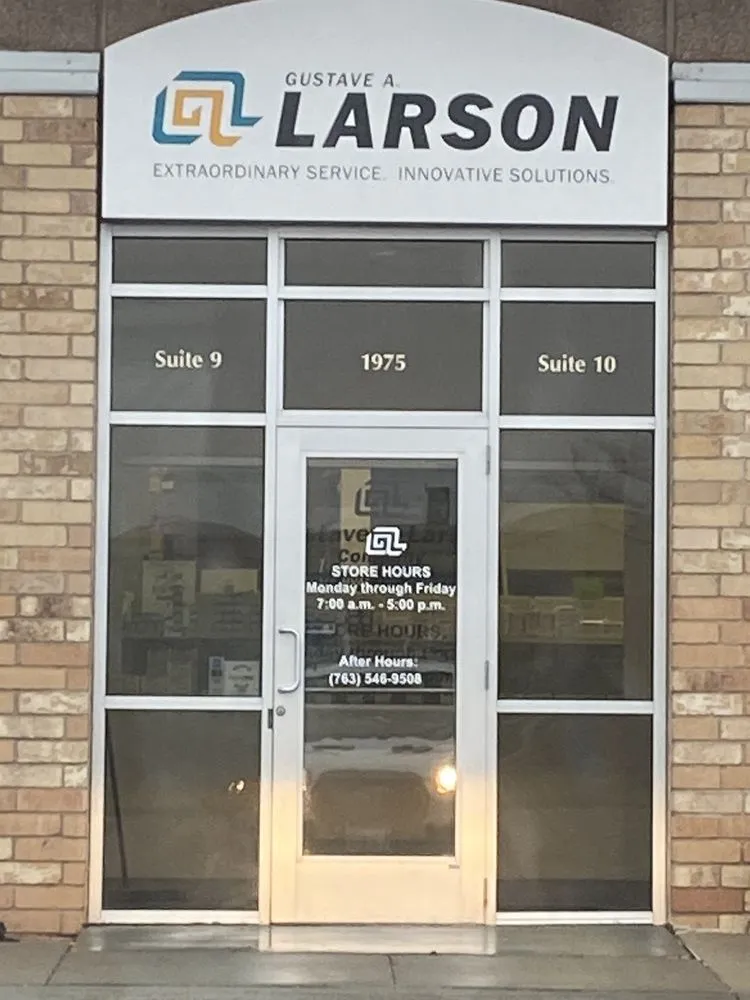 GUSTAVE A.
LARSON
EXTRAORDINARY SERVICE. INNOVATIVE SOLUTIONS.
Suite 9
1975
Suite 10
STORE HOURS
Monday through Friday
7:00 a.m. - 5:00 p.m.
After Hours:
(763) 546-9508